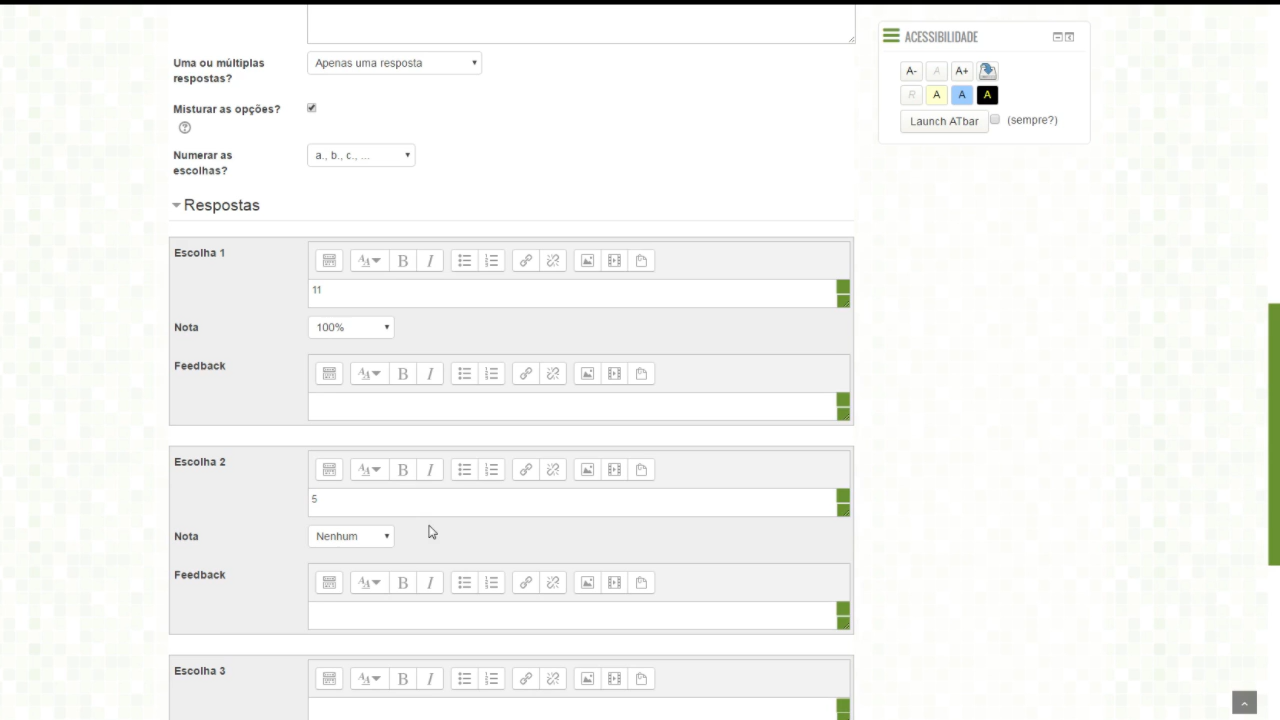 ACESSIBILIDADE
A- A A+
R A A A
Launch ATbar (sempre?)
Uma ou múltiplas
respostas?
Apenas uma resposta
Misturar as opções?
Numerar as
escolhas?
a., b., c., ...
Respostas
Escolha 1
B I
11
Nota
100%
Feedback
B I
Escolha 2
B I
5
Nota
Nenhum
Feedback
B I
Escolha 3
B I